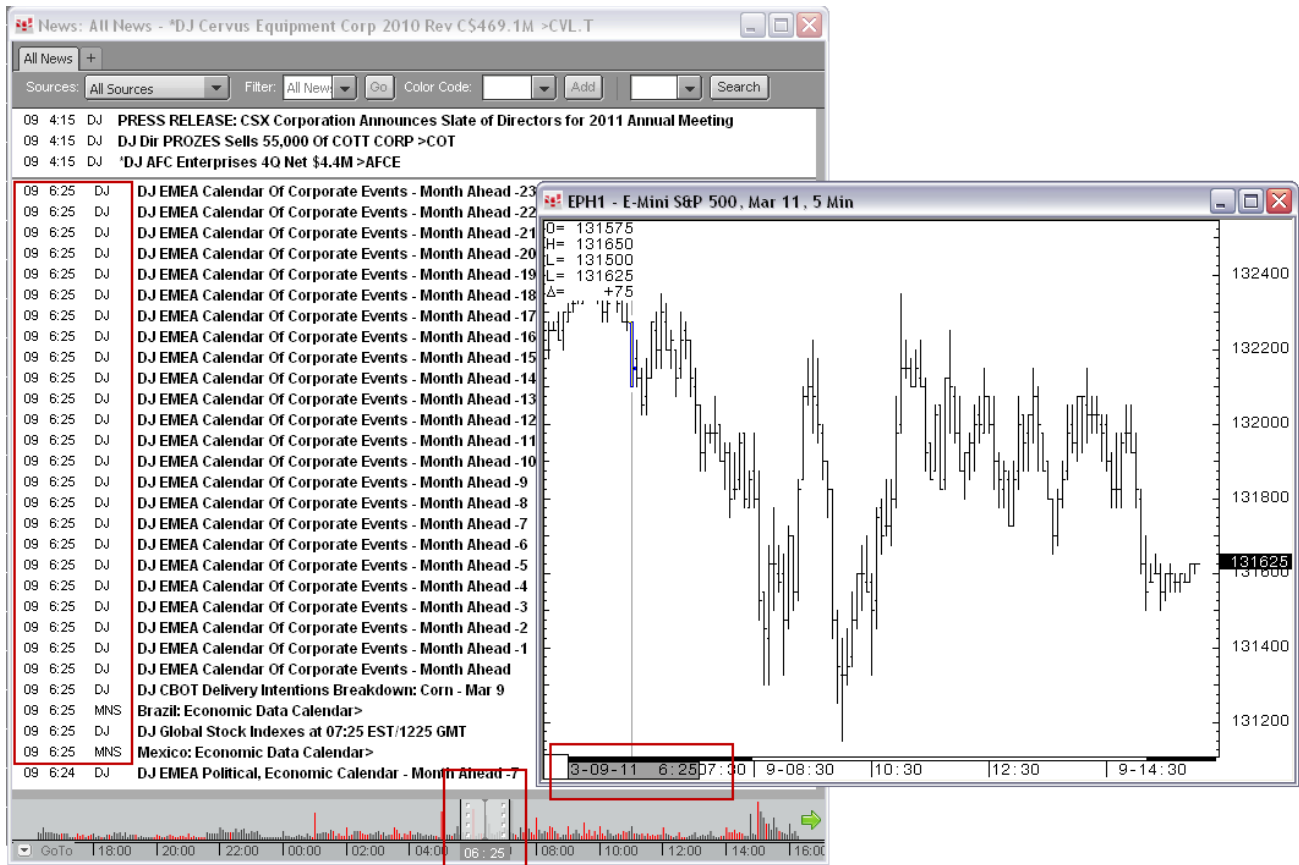 News: All News - *DJ Cervus Equipment Corp 2010 Rev C$469.1M >CVL.T
All News +
Sources: All Sources Filter: All New Go Color Code: Add Search
09 4:15 DJ PRESS RELEASE: CSX Corporation Announces Slate of Directors for 2011 Annual Meeting
09 4:15 DJ DJ Dir PROZES Sells 55,000 Of COTT CORP >COT
09 4:15 DJ *DJ AFC Enterprises 4Q Net $4.4M >AFCE
09 6:25 DJ DJ EMEA Calendar Of Corporate Events - Month Ahead -23
09 6:25 DJ DJ EMEA Calendar Of Corporate Events - Month Ahead -22
09 6:25 DJ DJ EMEA Calendar Of Corporate Events - Month Ahead -21
09 6:25 DJ DJ EMEA Calendar Of Corporate Events - Month Ahead -20
09 6:25 DJ DJ EMEA Calendar Of Corporate Events - Month Ahead -19
09 6:25 DJ DJ EMEA Calendar Of Corporate Events - Month Ahead -18
09 6:25 DJ DJ EMEA Calendar Of Corporate Events - Month Ahead -17
09 6:25 DJ DJ EMEA Calendar Of Corporate Events - Month Ahead -16
09 6:25 DJ DJ EMEA Calendar Of Corporate Events - Month Ahead -15
09 6:25 DJ DJ EMEA Calendar Of Corporate Events - Month Ahead -14
09 6:25 DJ DJ EMEA Calendar Of Corporate Events - Month Ahead -13
09 6:25 DJ DJ EMEA Calendar Of Corporate Events - Month Ahead -12
09 6:25 DJ DJ EMEA Calendar Of Corporate Events - Month Ahead -11
09 6:25 DJ DJ EMEA Calendar Of Corporate Events - Month Ahead -10
09 6:25 DJ DJ EMEA Calendar Of Corporate Events - Month Ahead -9
09 6:25 DJ DJ EMEA Calendar Of Corporate Events - Month Ahead -8
09 6:25 DJ DJ EMEA Calendar Of Corporate Events - Month Ahead -7
09 6:25 DJ DJ EMEA Calendar Of Corporate Events - Month Ahead -6
09 6:25 DJ DJ EMEA Calendar Of Corporate Events - Month Ahead -5
09 6:25 DJ DJ EMEA Calendar Of Corporate Events - Month Ahead -4
09 6:25 DJ DJ EMEA Calendar Of Corporate Events - Month Ahead -3
09 6:25 DJ DJ EMEA Calendar Of Corporate Events - Month Ahead -2
09 6:25 DJ DJ EMEA Calendar Of Corporate Events - Month Ahead -1
09 6:25 DJ DJ EMEA Calendar Of Corporate Events - Month Ahead
09 6:25 DJ DJ CBOT Delivery Intentions Breakdown: Corn - Mar 9
09 6:25 MNS Brazil: Economic Data Calendar>
09 6:25 DJ DJ Global Stock Indexes at 07:25 EST/1225 GMT
09 6:25 MNS Mexico: Economic Data Calendar>
09 6:24 DJ DJ EMEA Political, Economic Calendar - Month Ahead -7
GoTo 18:00 20:00 22:00 00:00 02:00 04:00 06:25 08:00 10:00 12:00 14:00 16:00
EPH1 - E-Mini S&P 500, Mar 11, 5 Min
O= 131575
H= 131650
L= 131500
L= 131625
Δ= +75
132400
132200
132000
131800
131625
131600
131400
131200
3-09-11 6:25 07:30 9-08:30 10:30 12:30 9-14:30